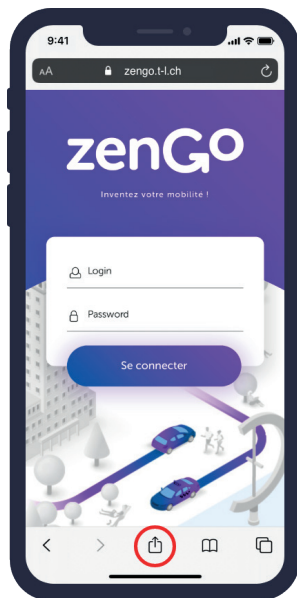 9:41
AA zengo.t-l.ch
zenGo
Inventez votre mobilité !
Login
Password
Se connecter